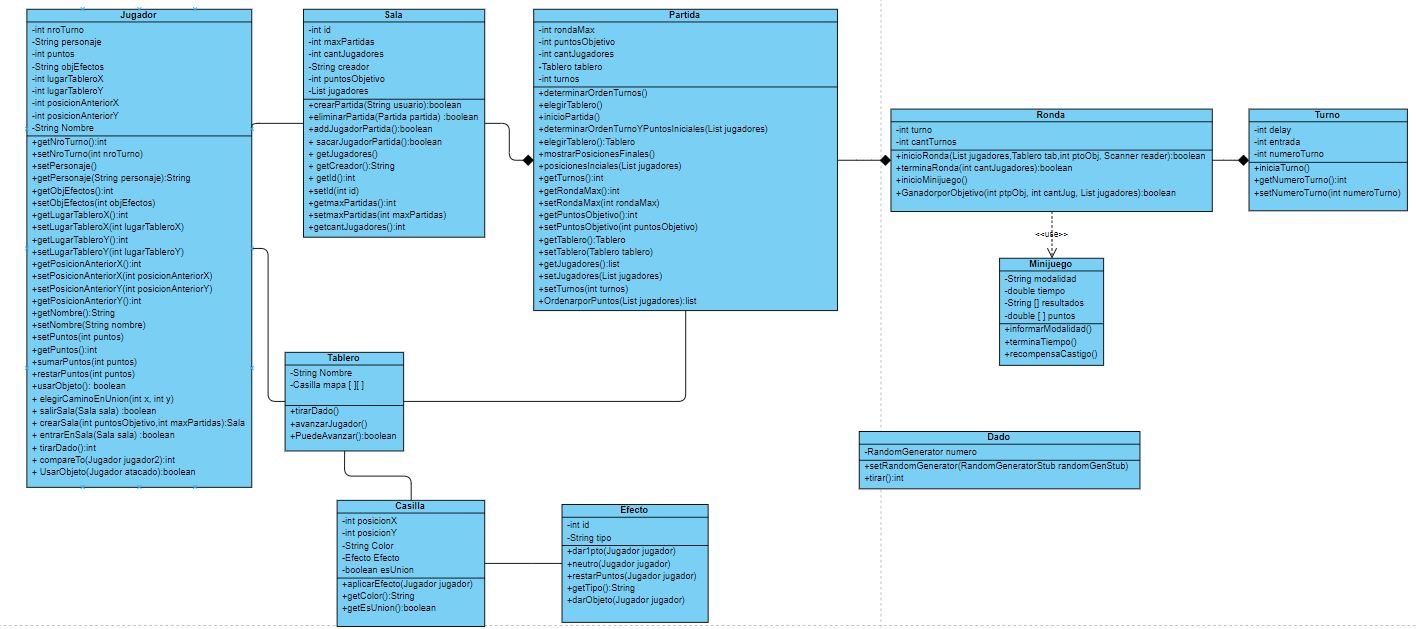 Jugador
-int nroTurno
-String personaje
-int puntos
-String objEfectos
-int lugarTableroX
-int lugarTableroY
-int posicionAnteriorX
-int posicionAnteriorY
-String Nombre
+getNroTurno():int
+setNroTurno(int nroTurno)
+setPersonaje()
+getPersonaje(String personaje):String
+getObjEfectos():int
+setObjEfectos(int objEfectos)
+getLugarTableroX():int
+setLugarTableroX(int lugarTableroX)
+getLugarTableroY():int
+setLugarTableroY(int lugarTableroY)
+getPosicionAnteriorX():int
+setPosicionAnteriorX(int posicionAnteriorX)
+setPosicionAnteriorY(int posicionAnteriorY)
+getPosicionAnteriorY():int
+getNombre():String
+setNombre(String nombre)
+setPuntos(int puntos)
+getPuntos():int
+sumarPuntos(int puntos)
+restarPuntos(int puntos)
+usarObjeto(): boolean
+ elegirCaminoEnUnion(int x, int y)
+ salirSala(Sala sala) :boolean
+ crearSala(int puntosObjetivo,int maxPartidas):Sala
+ entrarEnSala(Sala sala) :boolean
+ tirarDado():int
+ compareTo(Jugador jugador2):int
+ UsarObjeto(Jugador atacado):boolean
Sala
-int id
-int maxPartidas
-int cantJugadores
-String creador
-int puntosObjetivo
-List jugadores
+crearPartida(String usuario):boolean
+eliminarPartida(Partida partida) :boolean
+addJugadorPartida():boolean
+ sacarJugadorPartida():boolean
+ getJugadores()
+ getCreador():String
+ getId():int
+setId(int id)
+getmaxPartidas():int
+setmaxPartidas(int maxPartidas)
+getcantJugadores():int
Partida
-int rondaMax
-int puntosObjetivo
-int cantJugadores
-Tablero tablero
-int turnos
+determinarOrdenTurnos()
+elegirTablero()
+inicioPartida()
+determinarOrdenTurnoYPuntosIniciales(List jugadores)
+elegirTablero():Tablero
+mostrarPosicionesFinales()
+posicionesInciales(List jugadores)
+getTurnos():int
+getRondaMax():int
+setRondaMax(int rondaMax)
+getPuntosObjetivo():int
+setPuntosObjetivo(int puntosObjetivo)
+getTablero():Tablero
+setTablero(Tablero tablero)
+getJugadores():list
+setJugadores(List jugadores)
+setTurnos(int turnos)
+OrdenarporPuntos(List jugadores):list
Ronda
-int turno
-int cantTurnos
+inicioRonda(List jugadores,Tablero tab,int ptoObj, Scanner reader):boolean
+terminaRonda(int cantJugadores):boolean
+inicioMinijuego()
+GanadorporObjetivo(int ptpObj, int cantJug, List jugadores):boolean
Turno
-int delay
-int entrada
-int numeroTurno
+iniciaTurno()
+getNumeroTurno():int
+setNumeroTurno(int numeroTurno)
<<use>>
Minijuego
-String modalidad
-double tiempo
-String [] resultados
-double [ ] puntos
+informarModalidad()
+terminaTiempo()
+recompensaCastigo()
Tablero
-String Nombre
-Casilla mapa [ ][ ]
+tirarDado()
+avanzarJugador()
+PuedeAvanzar():boolean
Dado
-RandomGenerator numero
+setRandomGenerator(RandomGeneratorStub randomGenStub)
+tirar():int
Casilla
-int posicionX
-int posicionY
-String Color
-Efecto Efecto
-boolean esUnion
+aplicarEfecto(Jugador jugador)
+getColor():String
+getEsUnion():boolean
Efecto
-int id
-String tipo
+dar1pto(Jugador jugador)
+neutro(Jugador jugador)
+restarPuntos(Jugador jugador)
+getTipo():String
+darObjeto(Jugador jugador)